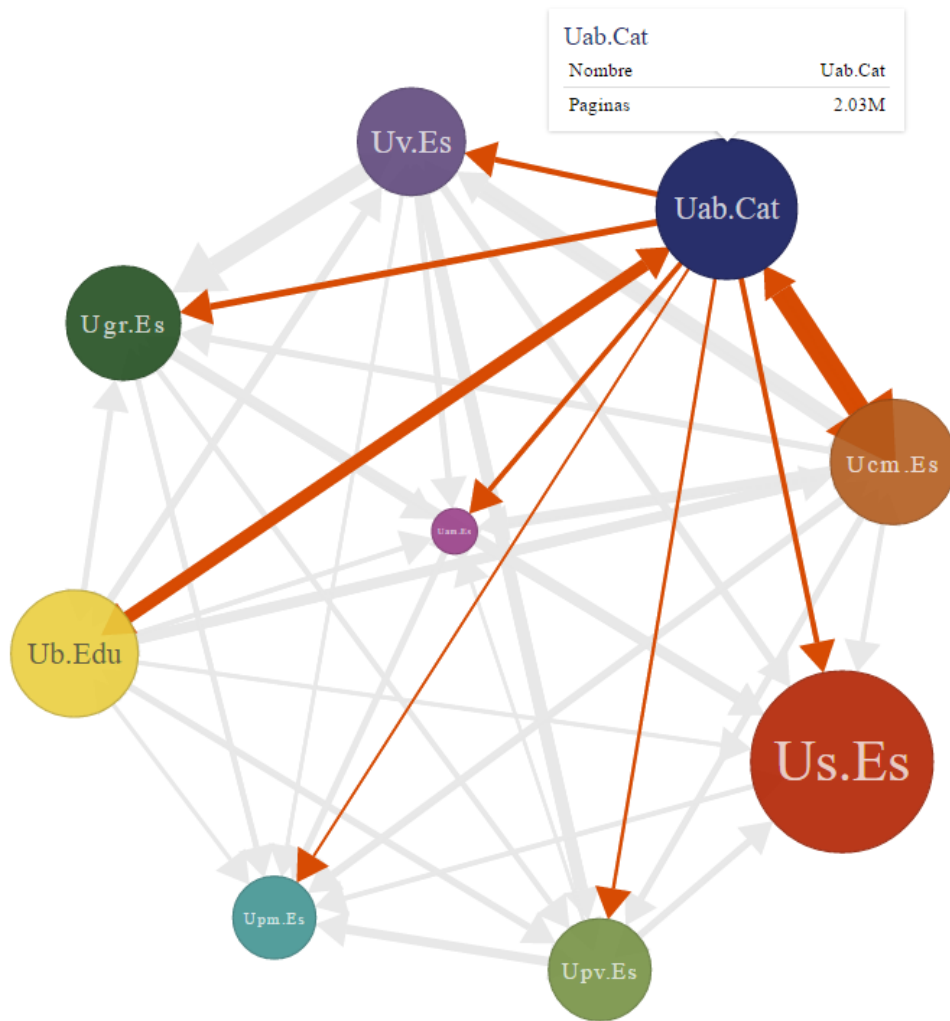 Uab.Cat
Nombre Uab.Cat
Paginas 2.03M
Uv.Es
Uab.Cat
Ugr.Es
Ucm.Es
Uam.Es
Ub.Edu
Us.Es
Upm.Es
Upv.Es